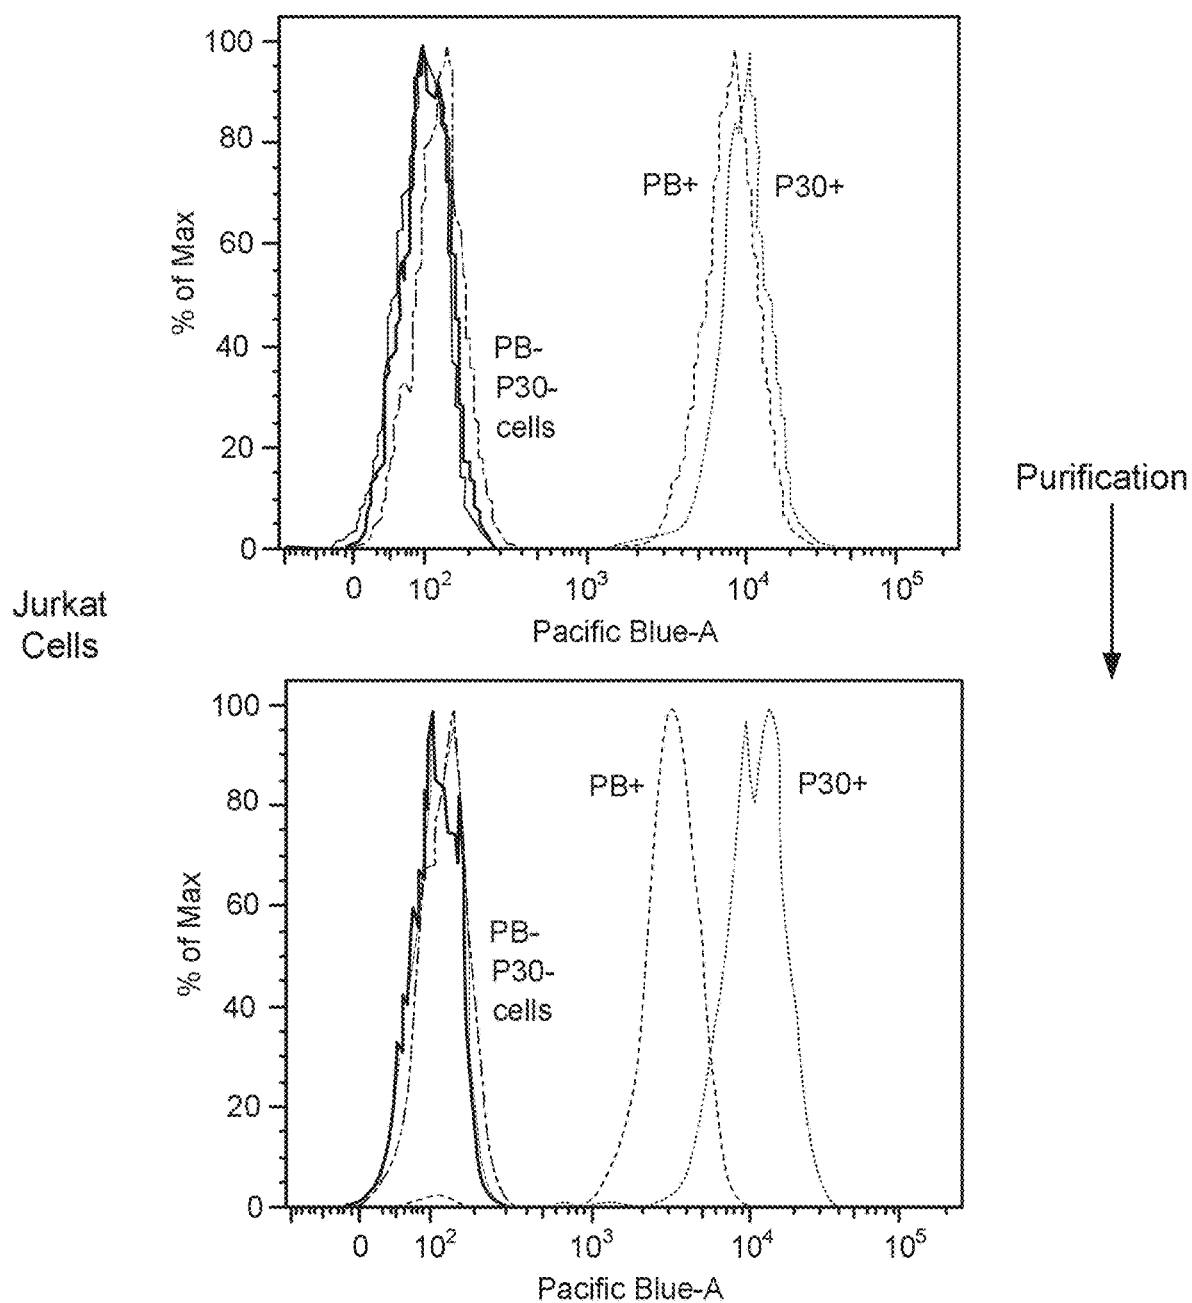 100
80
60
40
20
0
% of Max
PB+
P30+
PB-
P30-
cells
0
10²
10³
10⁴
10⁵
Pacific Blue-A
Purification
Jurkat
Cells
100
80
60
40
20
0
% of Max
PB+
P30+
PB-
P30-
cells
0
10²
10³
10⁴
10⁵
Pacific Blue-A